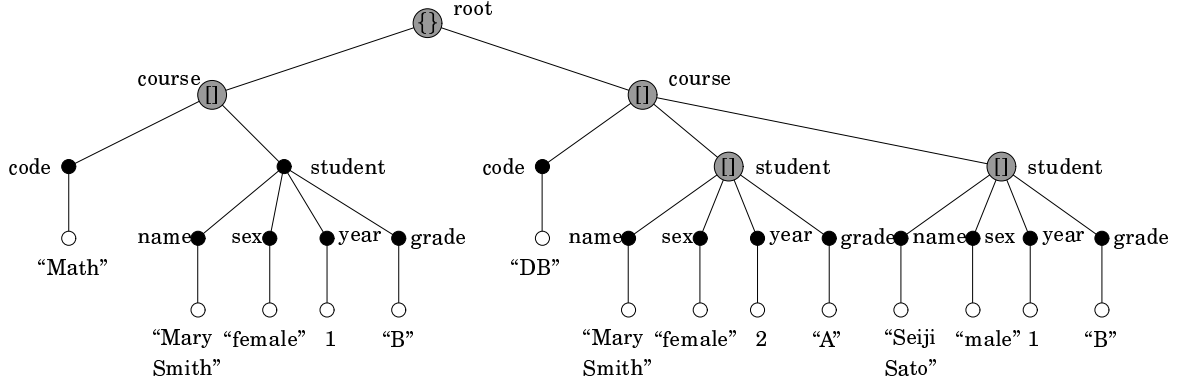 root
{}
course
[]
course
[]
code
student
code
[]
student
[]
student
name
sex
year
grade
name
sex
year
grade
name
sex
year
grade
“Math”
“DB”
“Mary
Smith”
“female”
1
“B”
“Mary
Smith”
“female”
2
“A”
“Seiji
Sato”
“male”
1
“B”